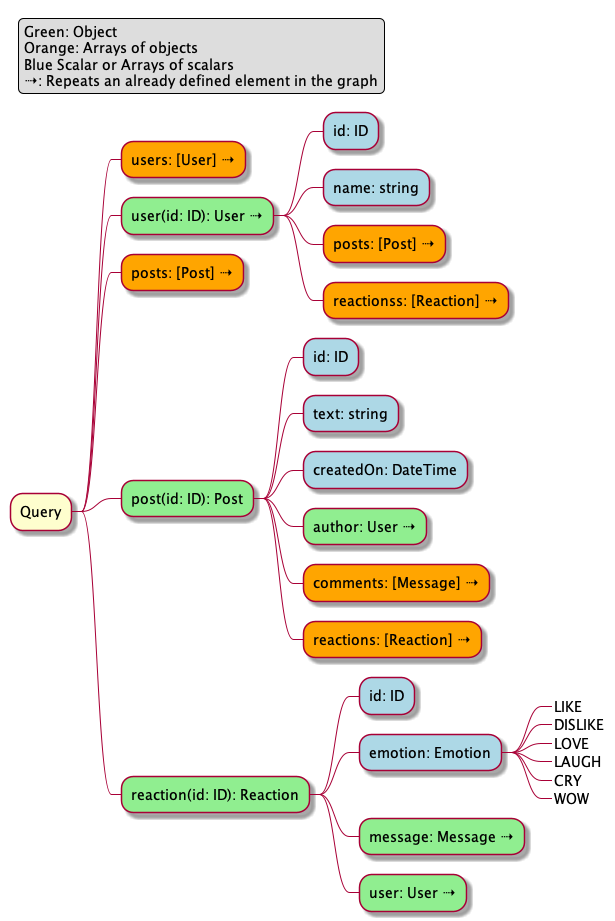 Green: Object
Orange: Arrays of objects
Blue Scalar or Arrays of scalars
⇢: Repeats an already defined element in the graph
Query
users: [User] ⇢
user(id: ID): User ⇢
id: ID
name: string
posts: [Post] ⇢
reactionss: [Reaction] ⇢
posts: [Post] ⇢
post(id: ID): Post
id: ID
text: string
createdOn: DateTime
author: User ⇢
comments: [Message] ⇢
reactions: [Reaction] ⇢
reaction(id: ID): Reaction
id: ID
emotion: Emotion
LIKE
DISLIKE
LOVE
LAUGH
CRY
WOW
message: Message ⇢
user: User ⇢